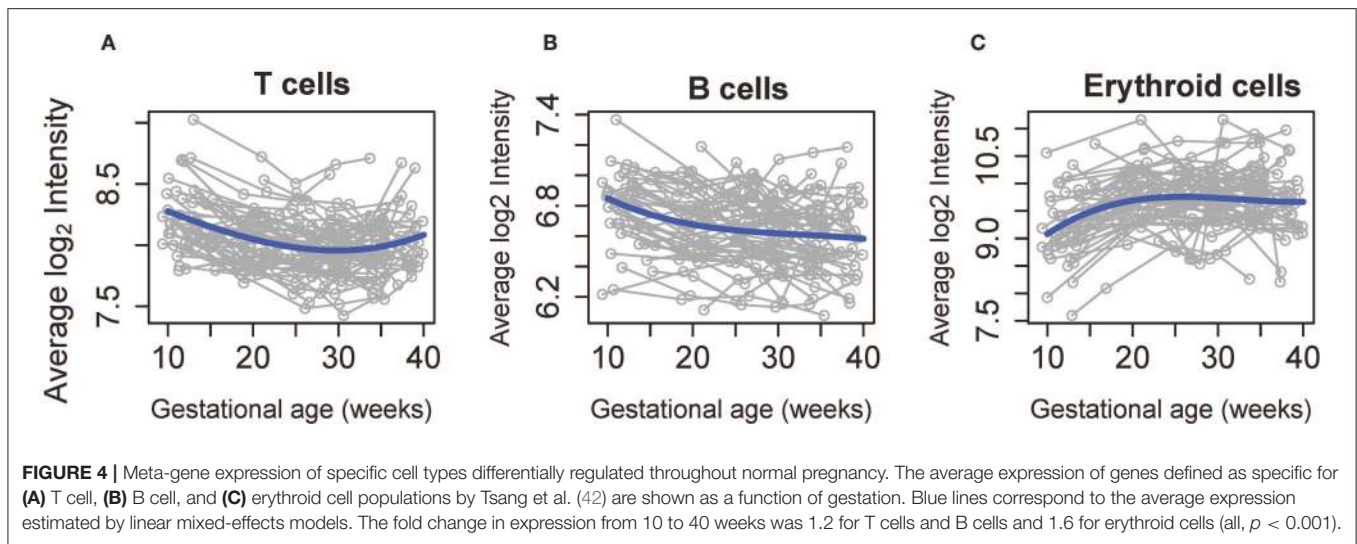 A
T cells
Average log2 Intensity
8.5
7.5
10 20 30 40
Gestational age (weeks)
B
B cells
Average log2 Intensity
7.4
6.8
6.2
10 20 30 40
Gestational age (weeks)
C
Erythroid cells
Average log2 Intensity
10.5
9.0
7.5
10 20 30 40
Gestational age (weeks)
FIGURE 4 | Meta-gene expression of specific cell types differentially regulated throughout normal pregnancy. The average expression of genes defined as specific for
(A) T cell, (B) B cell, and (C) erythroid cell populations by Tsang et al. (42) are shown as a function of gestation. Blue lines correspond to the average expression
estimated by linear mixed-effects models. The fold change in expression from 10 to 40 weeks was 1.2 for T cells and B cells and 1.6 for erythroid cells (all, p < 0.001).